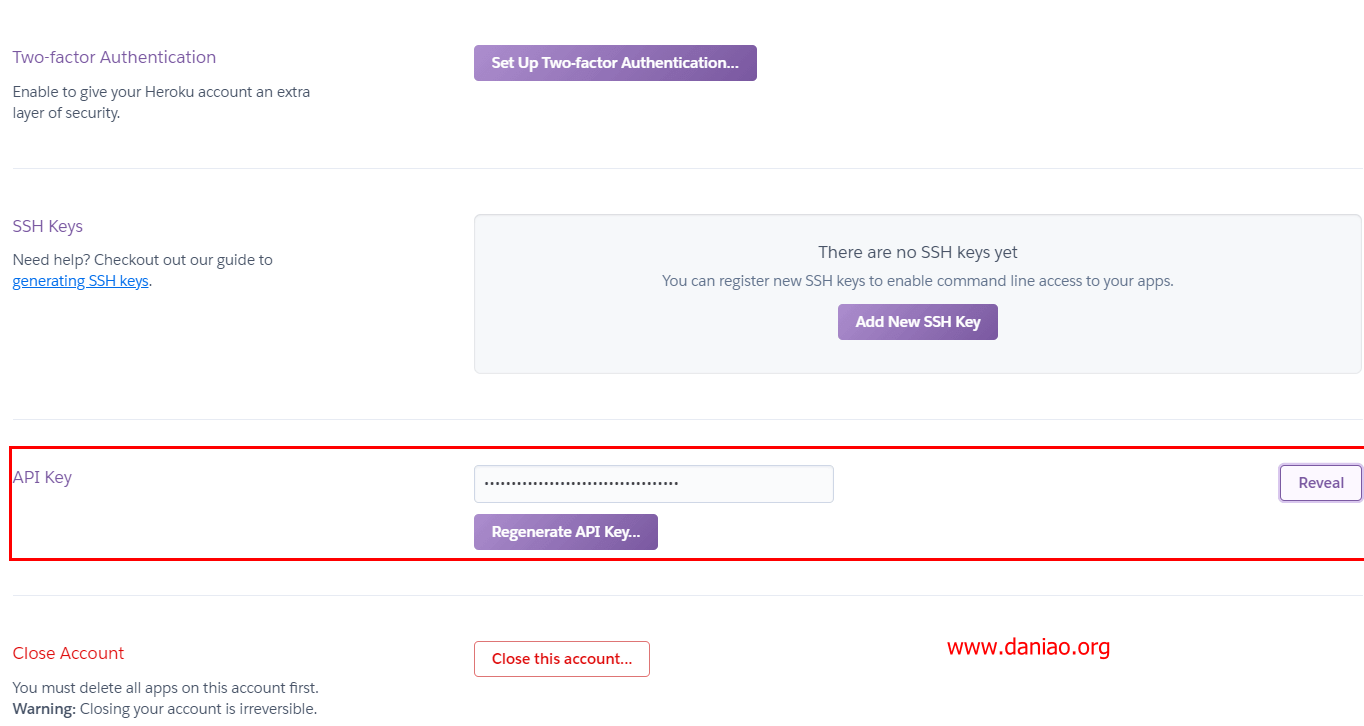 Two-factor Authentication
Set Up Two-factor Authentication...
Enable to give your Heroku account an extra
layer of security.
SSH Keys
Need help? Checkout out our guide to
generating SSH keys.
There are no SSH keys yet
You can register new SSH keys to enable command line access to your apps.
Add New SSH Key
API Key
••••••••••••••••••••••••••••••••••••
Reveal
Regenerate API Key...
Close Account
Close this account...
www.daniao.org
You must delete all apps on this account first.
Warning: Closing your account is irreversible.